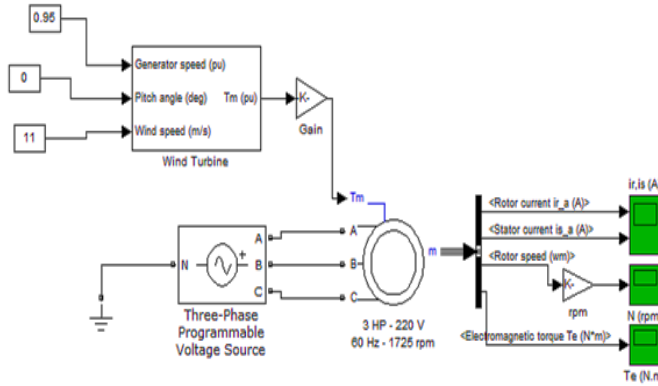 0.95
Generator speed (pu)
0
Pitch angle (deg)
Tm (pu)
K-
11
Wind speed (m/s)
Gain
Wind Turbine
ir,is (A
Tm
<Rotor current ir_a (A)>
<Stator current is_a (A)>
A
A
N
+
B
B
m
<Rotor speed (wm)>
C
C
K-
rpm
N (rpm
Three-Phase
Programmable
Voltage Source
3 HP - 220 V
60 Hz - 1725 rpm
<Electromagnetic torque Te (N*m)>
Te (N.n